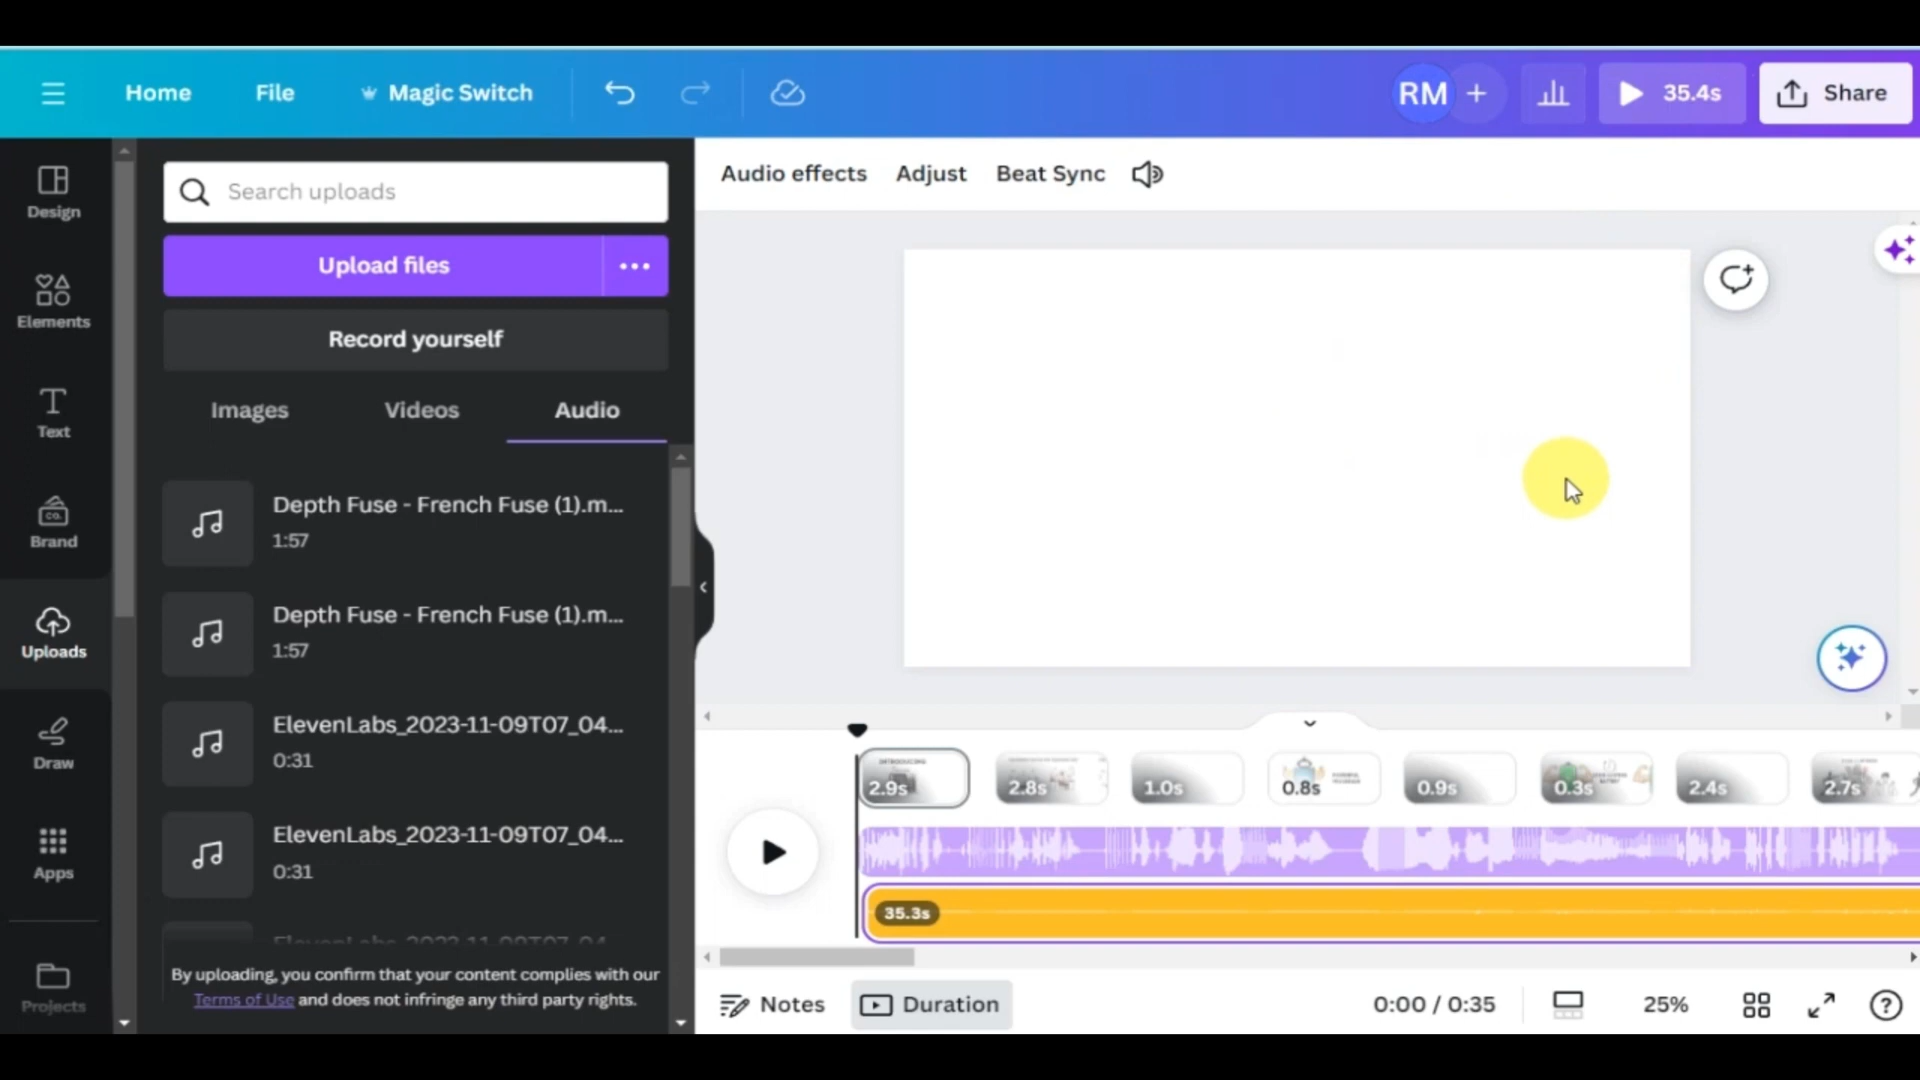 Home File Magic Switch RM + 35.4s Share
Design
Elements
Text
Brand
CO.
Uploads
Draw
Apps
Projects
Search uploads
Upload files
Record yourself
Images Videos Audio
Depth Fuse - French Fuse (1).m...
1:57
Depth Fuse - French Fuse (1).m...
1:57
ElevenLabs_2023-11-09T07_04...
0:31
ElevenLabs_2023-11-09T07_04...
0:31
By uploading, you confirm that your content complies with our
Terms of Use and does not infringe any third party rights.
Audio effects Adjust Beat Sync
2.9s 2.8s 1.0s 0.8s 0.9s 0.3s 2.4s 2.7s
35.3s
Notes Duration 0:00 / 0:35 25% ?